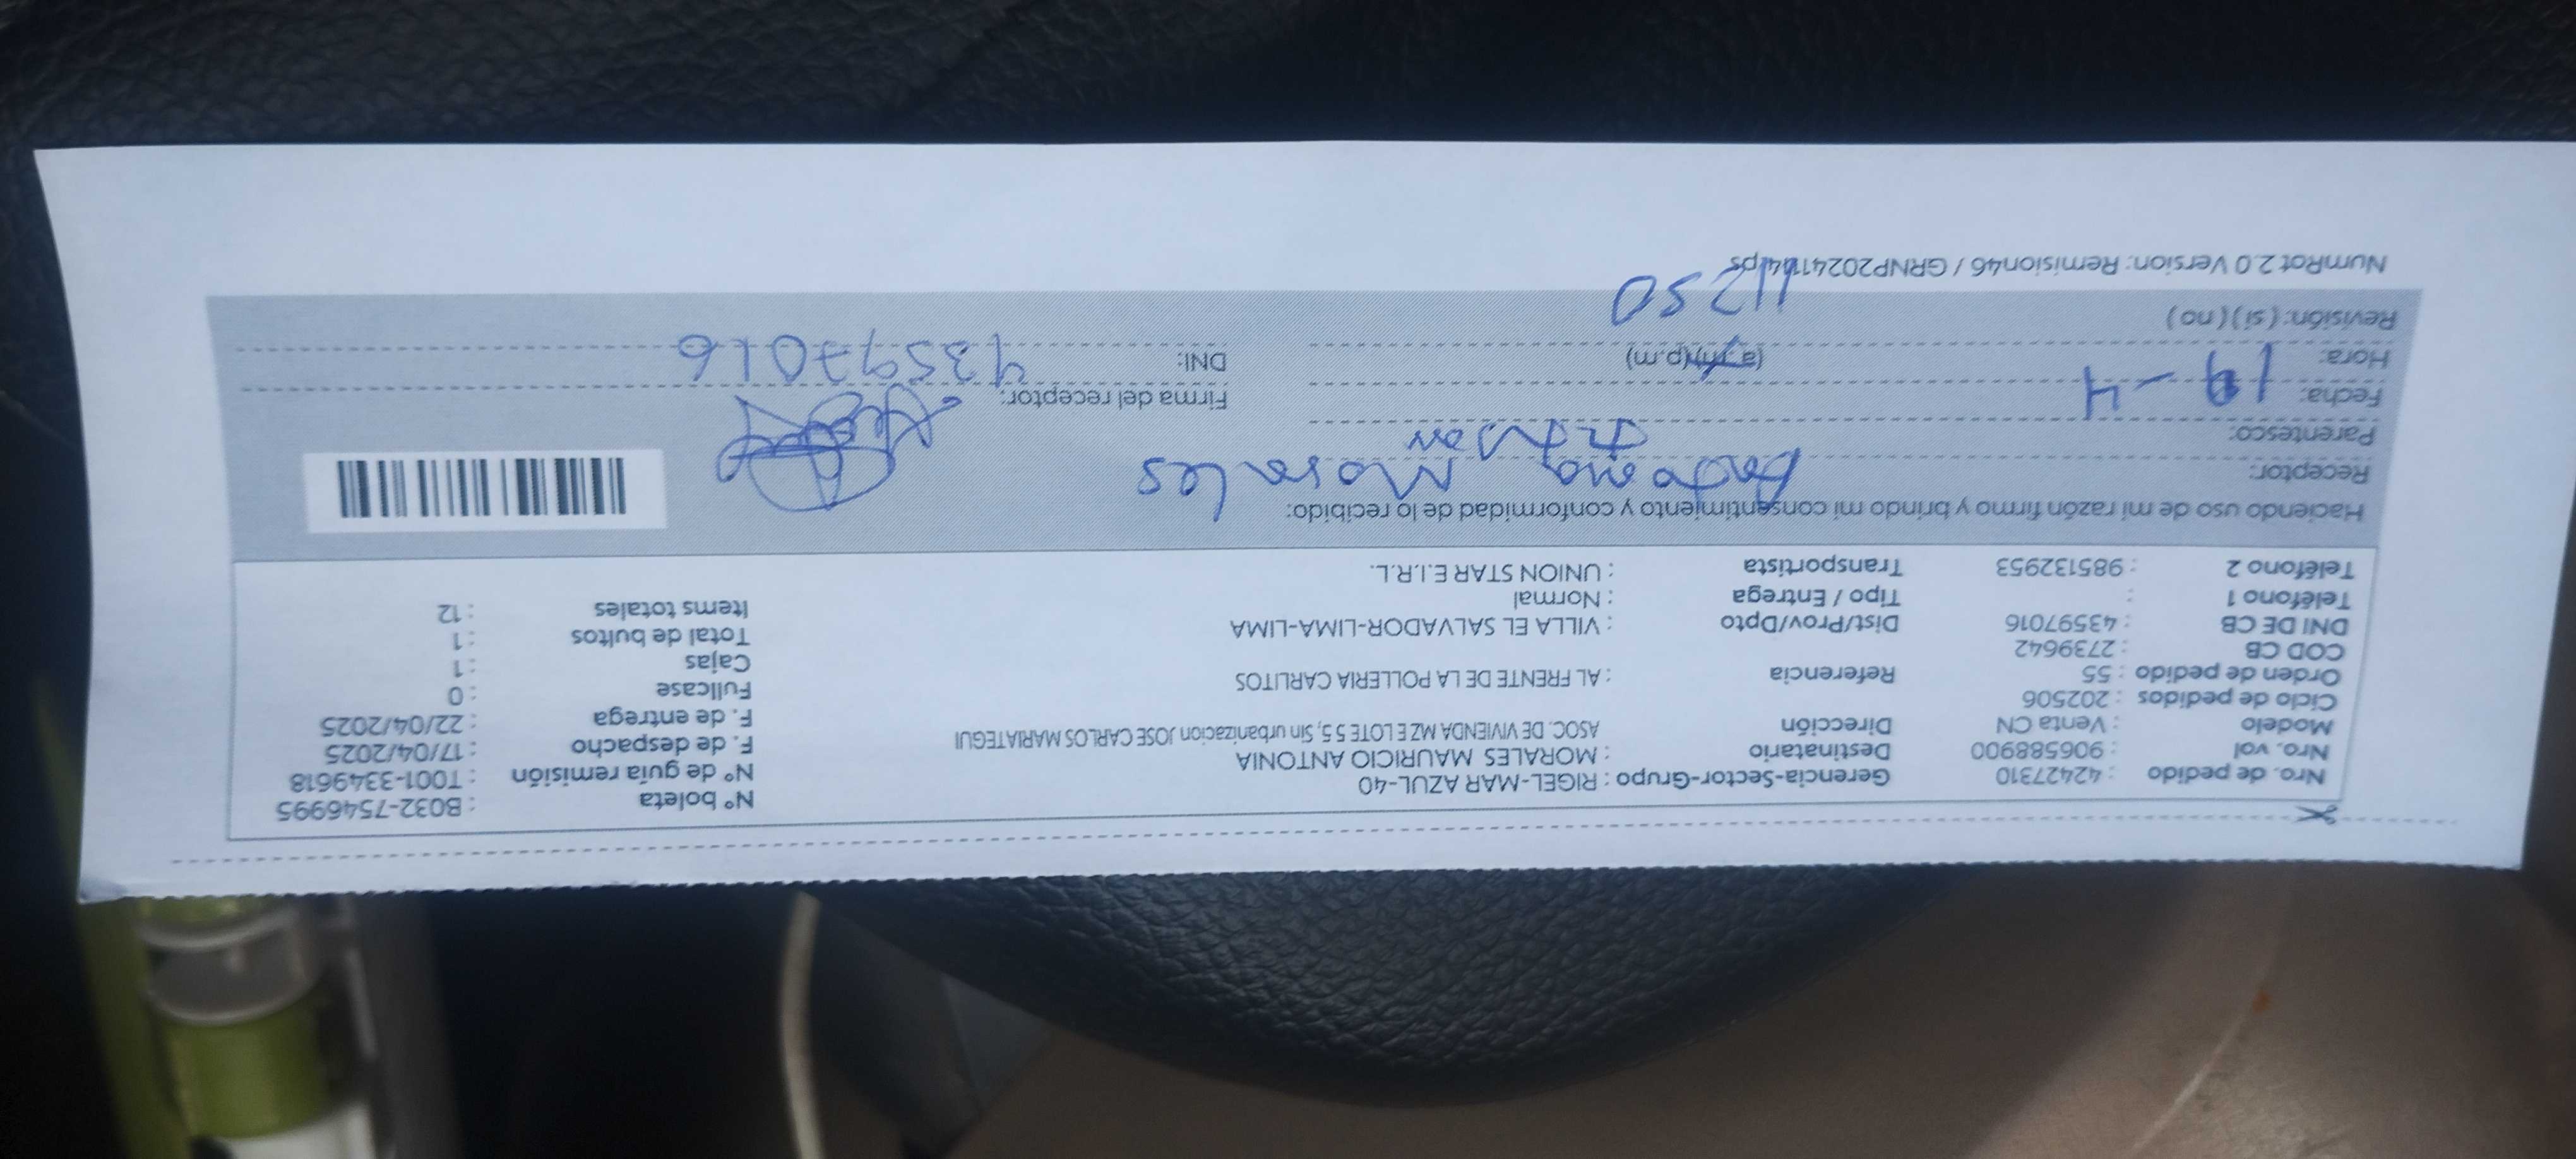 Nro. de pedido : 42427310 Gerencia-Sector-Grupo : RIGEL-MAR AZUL-40 N° boleta : B032-7546995
Nro. vol : 906588900 Destinatario : MORALES MAURICIO ANTONIA N° de guía remisión : T001-3349618
Modelo : Venta CN Dirección ASOC. DE VIVIENDA MZ E LOTE 5 5, Sin urbanizacion JOSE CARLOS MARIATEGUI F. de despacho : 17/04/2025
Ciclo de pedidos : 202506 F. de entrega : 22/04/2025
Orden de pedido : 55 Referencia : AL FRENTE DE LA POLLERIA CARLITOS Fullcase : 0
COD CB : 2739642 Cajas : 1
DNI DE CB : 43597016 Dist/Prov/Dpto : VILLA EL SALVADOR-LIMA-LIMA Total de bultos : 1
Teléfono 1 : Tipo / Entrega : Normal Items totales : 12
Teléfono 2 : 985132953 Transportista : UNION STAR E.I.R.L.
Haciendo uso de mi razón firmo y brindo mi consentimiento y conformidad de lo recibido:
Receptor: Antonia Morales
Parentesco:
Fecha: 19-4 Firma del receptor:
Hora: (a.m)(p.m) DNI: 43597016
Revisión: ( si ) ( no ) 11250
NumRot 2.0 Version: Remision46 / GRNP20241104.ps